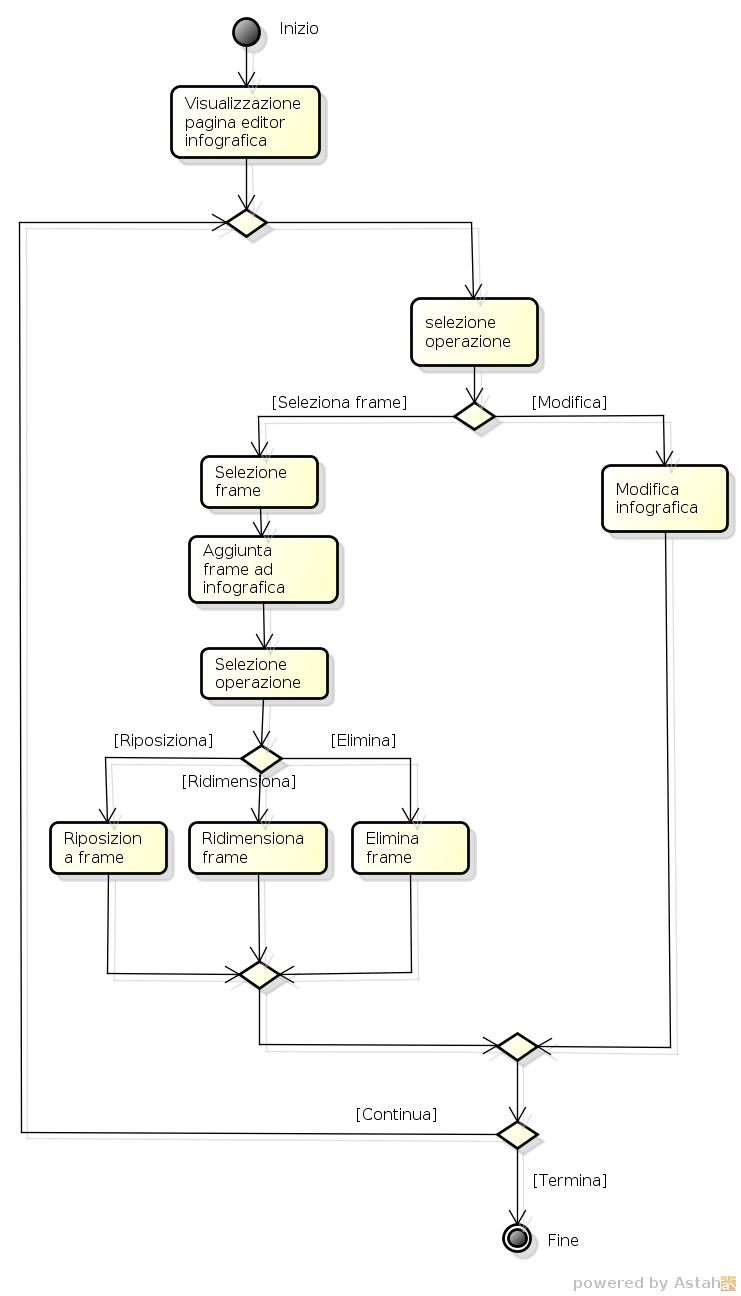 Inizio
Visualizzazione
pagina editor
infografica
selezione
operazione
[Seleziona frame]
[Modifica]
Selezione
frame
Modifica
infografica
Aggiunta
frame ad
infografica
Selezione
operazione
[Riposiziona]
[Elimina]
[Ridimensiona]
Riposizion
a frame
Ridimensiona
frame
Elimina
frame
[Continua]
[Termina]
Fine
powered by Astah